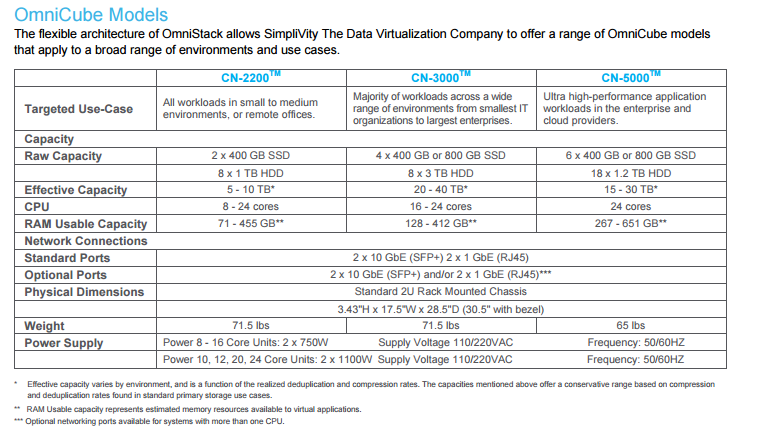 OmniCube Models
The flexible architecture of OmniStack allows SimpliVity The Data Virtualization Company to offer a range of OmniCube models
that apply to a broad range of environments and use cases.
CN-2200™ CN-3000™ CN-5000™
Targeted Use-Case
All workloads in small to medium
environments, or remote offices.
Majority of workloads across a wide
range of environments from smallest IT
organizations to largest enterprises.
Ultra high-performance application
workloads in the enterprise and
cloud providers.
Capacity
Raw Capacity 2 x 400 GB SSD 4 x 400 GB or 800 GB SSD 6 x 400 GB or 800 GB SSD
8 x 1 TB HDD 8 x 3 TB HDD 18 x 1.2 TB HDD
Effective Capacity 5 - 10 TB* 20 - 40 TB* 15 - 30 TB*
CPU 8 - 24 cores 16 - 24 cores 24 cores
RAM Usable Capacity 71 - 455 GB** 128 - 412 GB** 267 - 651 GB**
Network Connections
Standard Ports 2 x 10 GbE (SFP+) 2 x 1 GbE (RJ45)
Optional Ports 2 x 10 GbE (SFP+) and/or 2 x 1 GbE (RJ45)***
Physical Dimensions Standard 2U Rack Mounted Chassis
3.43"H x 17.5"W x 28.5"D (30.5" with bezel)
Weight 71.5 lbs 71.5 lbs 65 lbs
Power Supply Power 8 - 16 Core Units: 2 x 750W Supply Voltage 110/220VAC Frequency: 50/60HZ
Power 10, 12, 20, 24 Core Units: 2 x 1100W Supply Voltage 110/220VAC Frequency: 50/60HZ
* Effective capacity varies by environment, and is a function of the realized deduplication and compression rates. The capacities mentioned above offer a conservative range based on compression
and deduplication rates found in standard primary storage use cases.
** RAM Usable capacity represents estimated memory resources available to virtual applications.
*** Optional networking ports available for systems with more than one CPU.